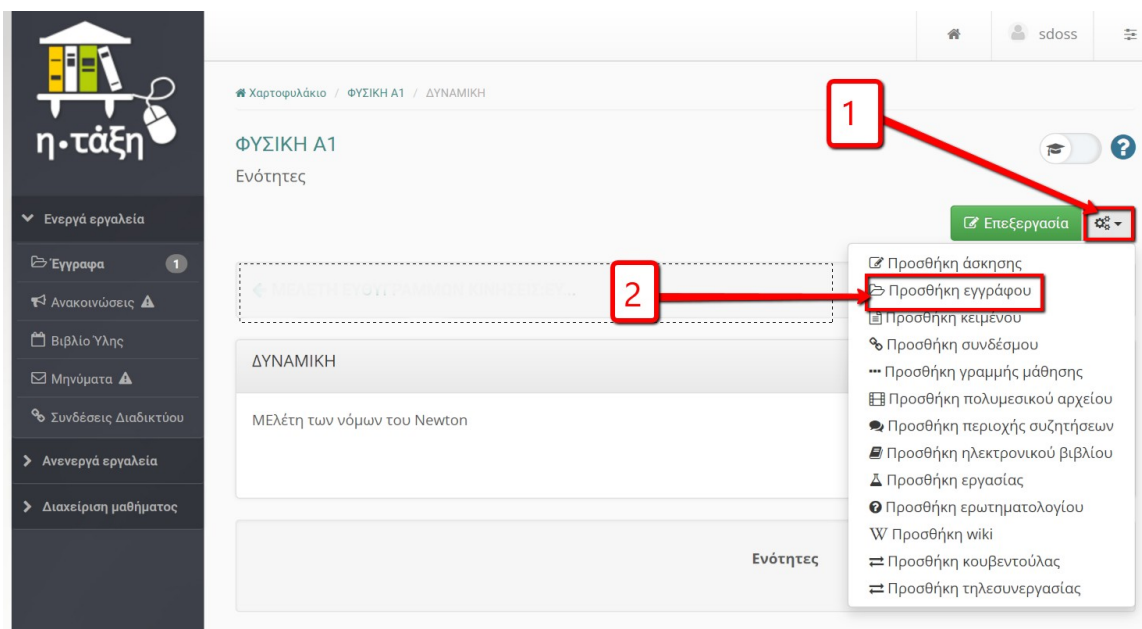 η·τάξη
sdoss
Χαρτοφυλάκιο / ΦΥΣΙΚΗ Α1 / ΔΥΝΑΜΙΚΗ
1
ΦΥΣΙΚΗ Α1
Ενότητες
Ενεργά εργαλεία
Έγγραφα 1
Ανακοινώσεις
Βιβλίο Ύλης
Μηνύματα
Συνδέσεις Διαδικτύου
Ανενεργά εργαλεία
Διαχείριση μαθήματος
Επεξεργασία
2
ΔΥΝΑΜΙΚΗ
ΜΕλέτη των νόμων του Newton
Ενότητες
Προσθήκη άσκησης
Προσθήκη εγγράφου
Προσθήκη κειμένου
Προσθήκη συνδέσμου
Προσθήκη γραμμής μάθησης
Προσθήκη πολυμεσικού αρχείου
Προσθήκη περιοχής συζητήσεων
Προσθήκη ηλεκτρονικού βιβλίου
Προσθήκη εργασίας
Προσθήκη ερωτηματολογίου
Προσθήκη wiki
Προσθήκη κουβεντούλας
Προσθήκη τηλεσυνεργασίας